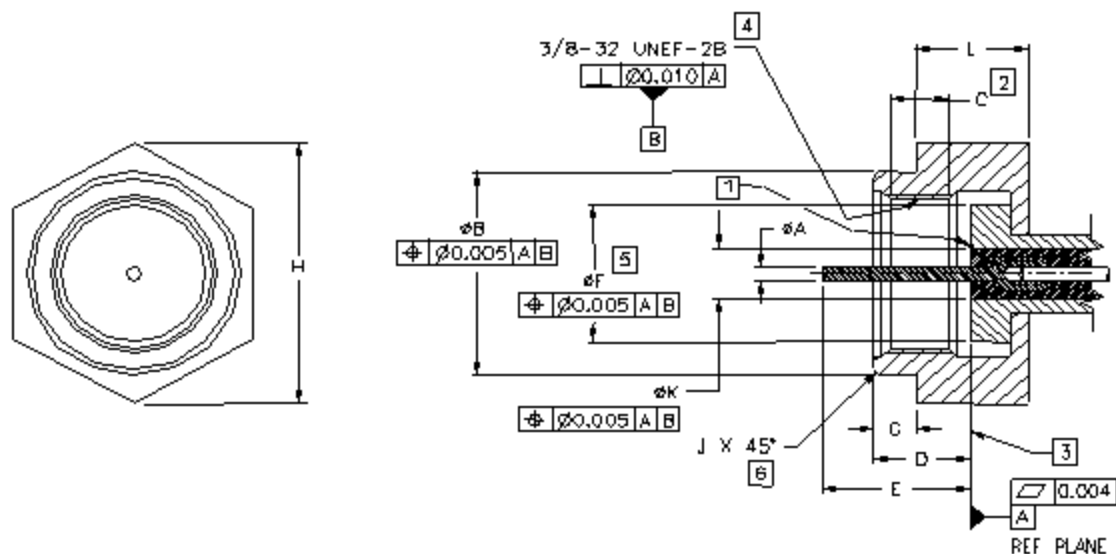 4
3/8-32 UNEF-2B
⊥ Ø0.010 A
B
L
C 2
1
H
øB
⌖ Ø0.005 A B
øA
øF 5
⌖ Ø0.005 A B
øK
⌖ Ø0.005 A B
J X 45°
6
C
D
E
3
▱ 0.004
A
REF PLANE